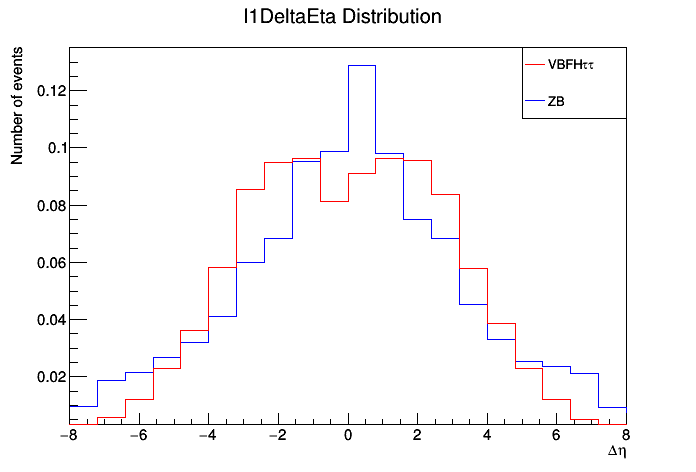 l1DeltaEta Distribution
Number of events
VBFHττ
ZB
0.12
0.1
0.08
0.06
0.04
0.02
−8 −6 −4 −2 0 2 4 6 8
Δη